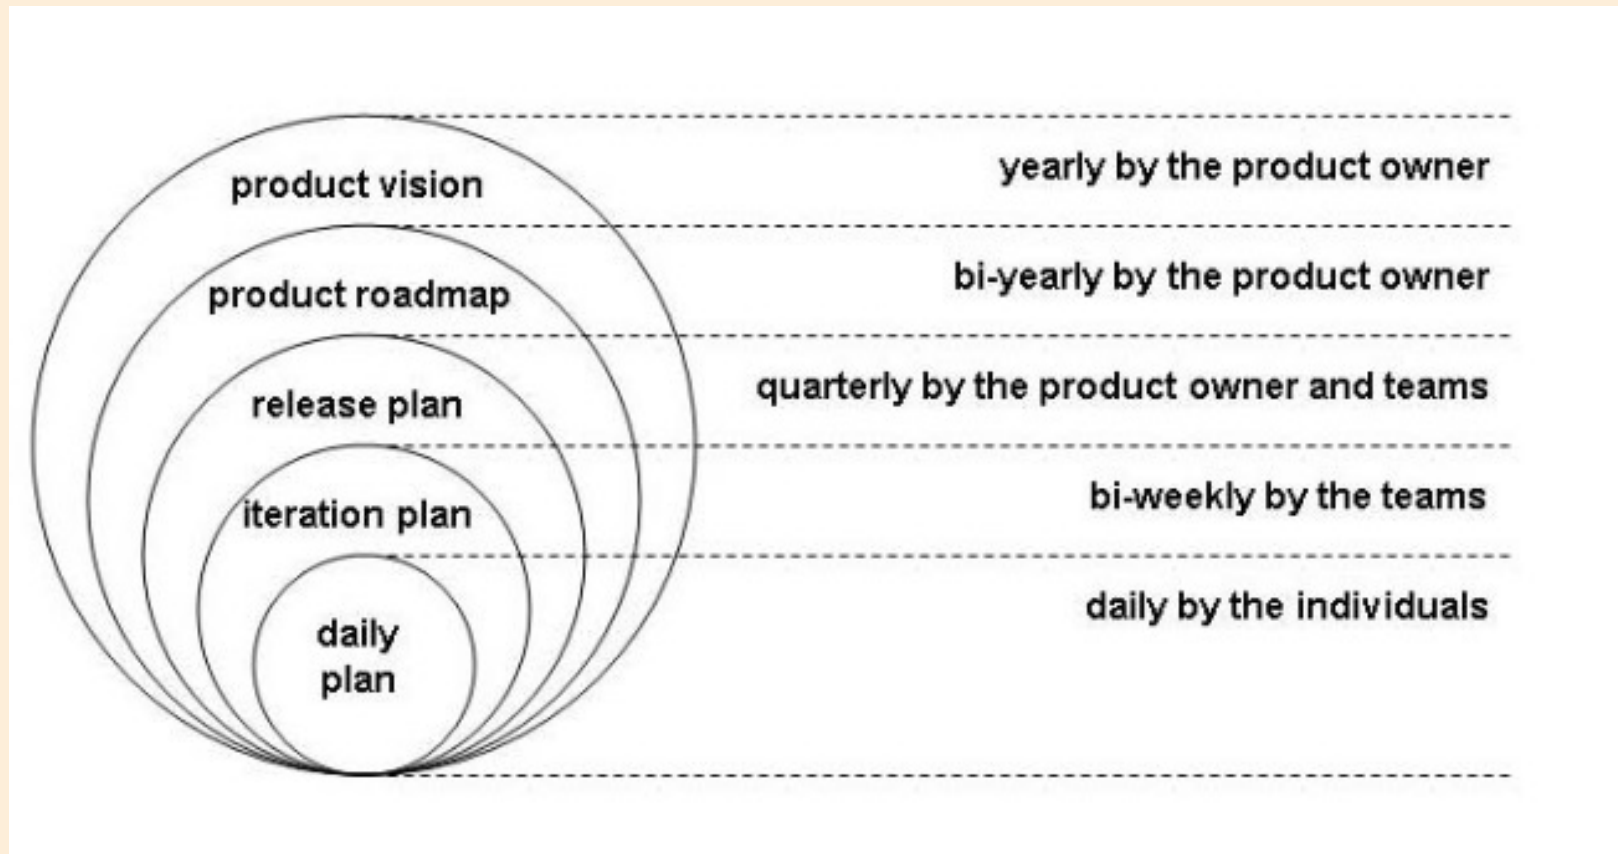 product vision
yearly by the product owner
product roadmap
bi-yearly by the product owner
release plan
quarterly by the product owner and teams
iteration plan
bi-weekly by the teams
daily
plan
daily by the individuals